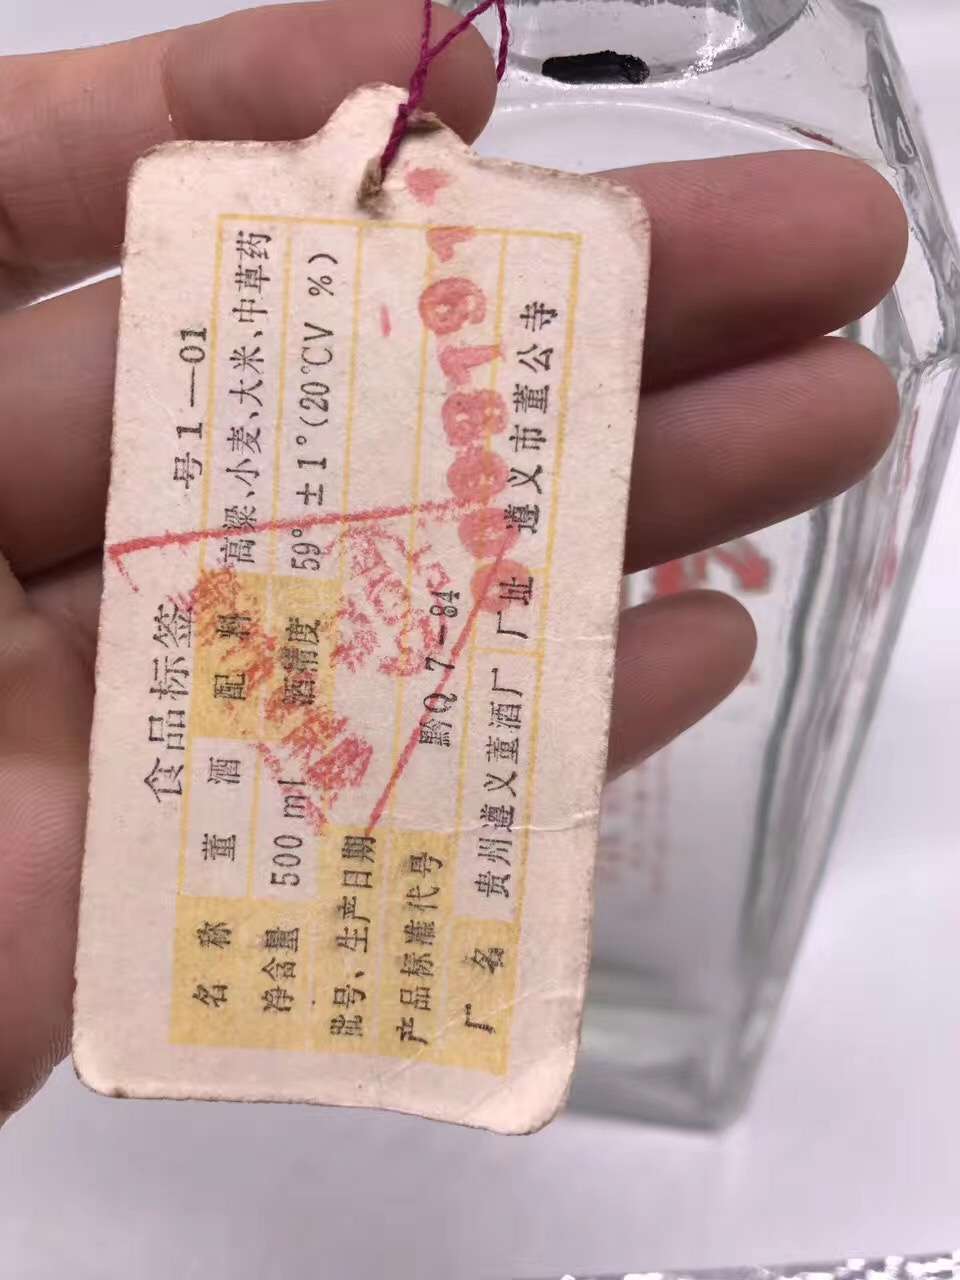 食品标签 号1—01
名称 董酒 配料 高粱、小麦、大米、中草药
净含量 500 ml 酒精度 59°±1°(20℃V %)
批号、生产日期
产品标准代号 黔Q 7-84
厂名 贵州遵义董酒厂 厂址 遵义市董公寺